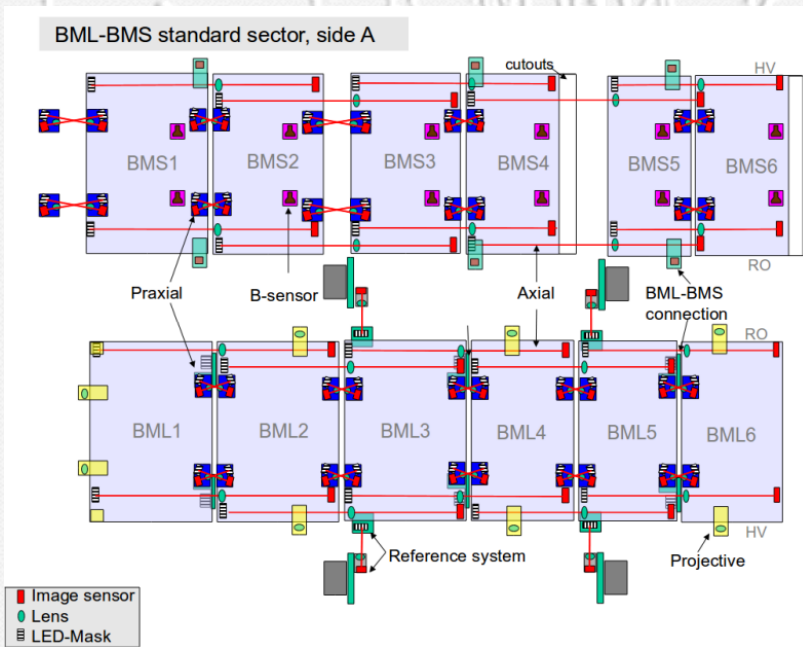 BML-BMS standard sector, side A
cutouts
HV
BMS1
BMS2
BMS3
BMS4
BMS5
BMS6
RO
Praxial
B-sensor
Axial
BML-BMS
connection
RO
BML1
BML2
BML3
BML4
BML5
BML6
HV
Reference system
Projective
Image sensor
Lens
LED-Mask